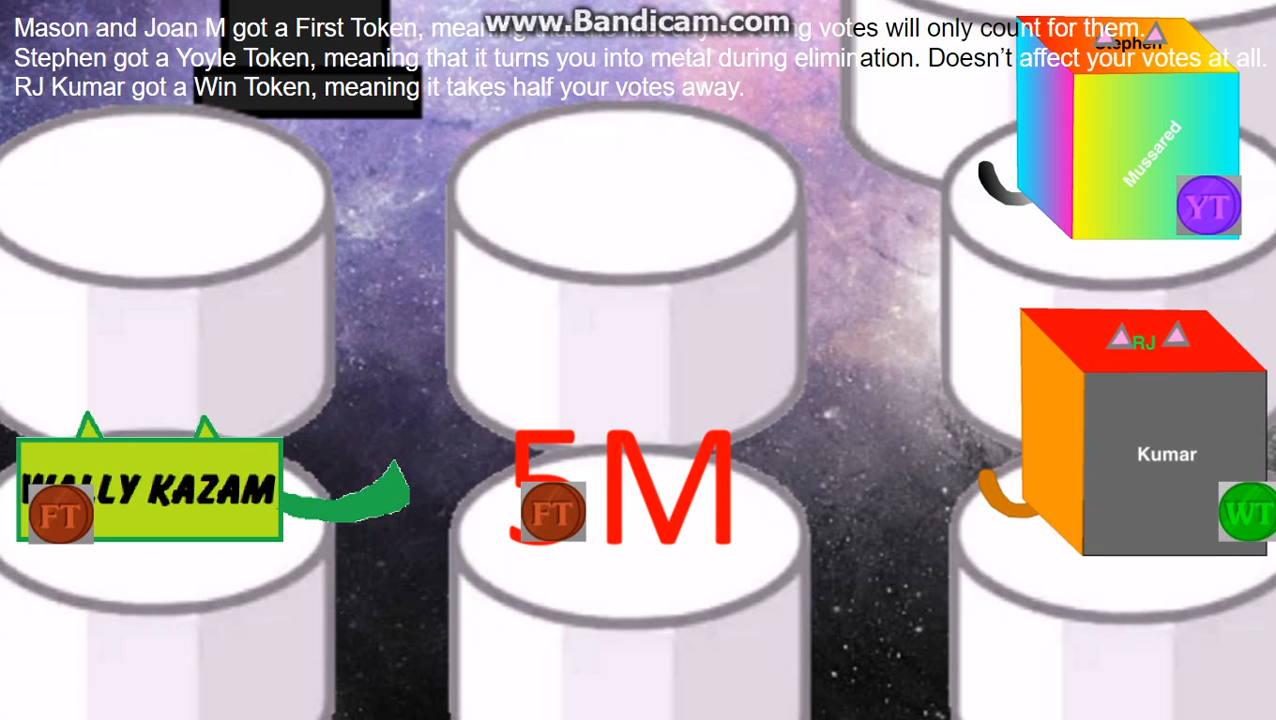 www.Bandicam.com
Mason and Joan M got a First Token, votes will only count for them.
Stephen got a Yoyle Token, meaning that it turns you into metal during elimination. Doesn't affect your votes at all.
RJ Kumar got a Win Token, meaning it takes half your votes away.
Stephen
Mussared
YT
RJ
Kumar
WALLY KAZAM
5M
FT
FT
WT